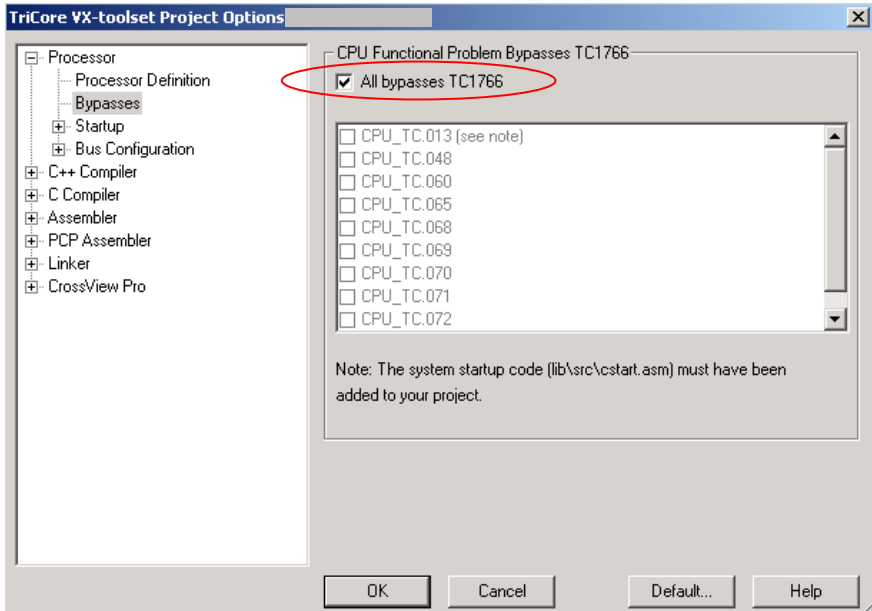 TriCore VX-toolset Project Options
Processor
Processor Definition
Bypasses
Startup
Bus Configuration
C++ Compiler
C Compiler
Assembler
PCP Assembler
Linker
CrossView Pro
CPU Functional Problem Bypasses TC1766
All bypasses TC1766
CPU_TC.013 (see note)
CPU_TC.048
CPU_TC.060
CPU_TC.065
CPU_TC.068
CPU_TC.069
CPU_TC.070
CPU_TC.071
CPU_TC.072
Note: The system startup code (lib\src\cstart.asm) must have been
added to your project.
OK
Cancel
Default...
Help